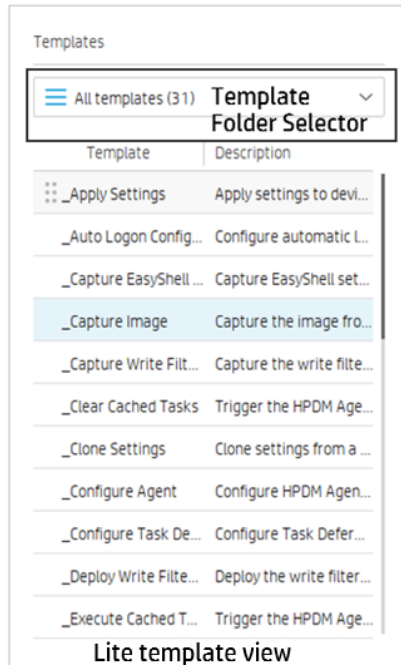 Templates
All templates (31) Template
Folder Selector
Template Description
_Apply Settings Apply settings to devi...
_Auto Logon Config... Configure automatic l...
_Capture EasyShell ... Capture EasyShell set...
_Capture Image Capture the image fro...
_Capture Write Filt... Capture the write filte...
_Clear Cached Tasks Trigger the HPDM Age...
_Clone Settings Clone settings from a ...
_Configure Agent Configure HPDM Agen...
_Configure Task De... Configure Task Defer...
_Deploy Write Filte... Deploy the write filter...
_Execute Cached T... Trigger the HPDM Age...
Lite template view